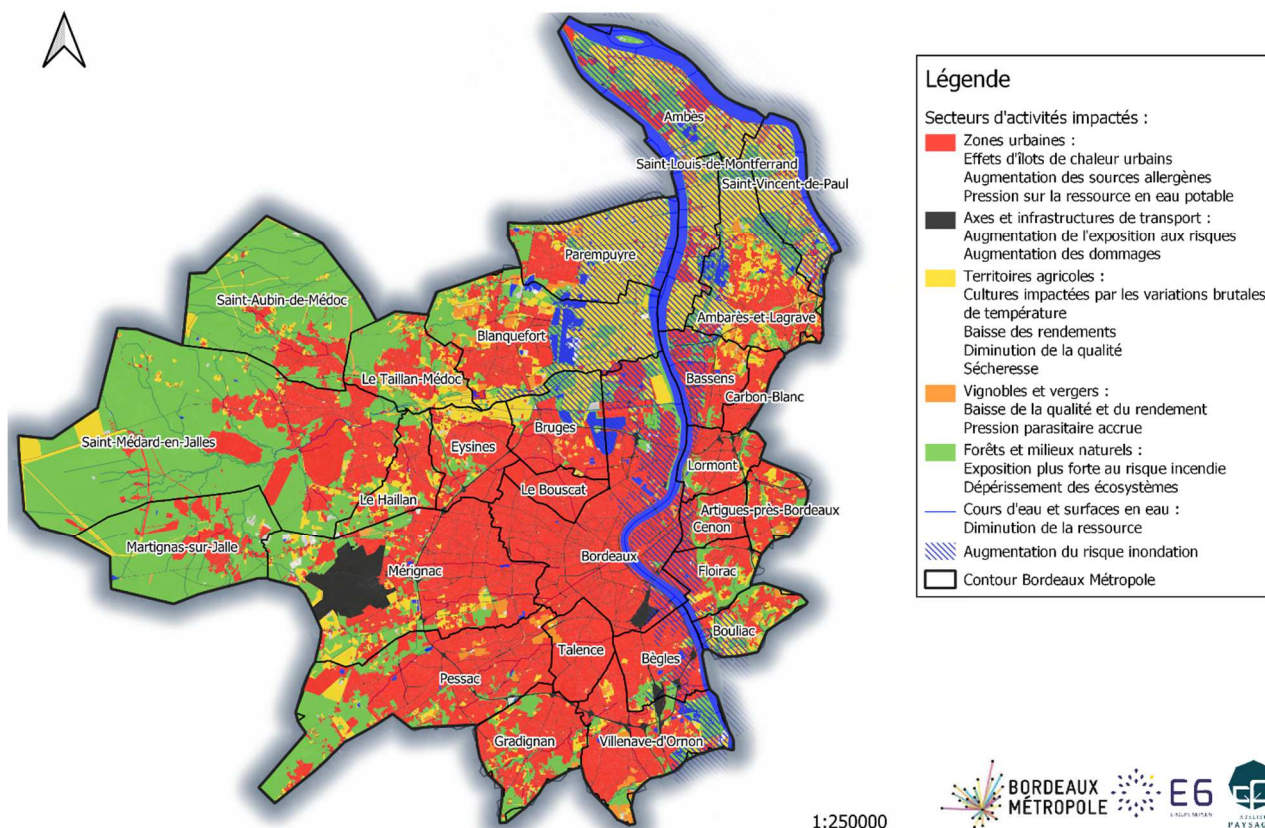 Ambès
Saint-Louis-de-Montferrand
Saint-Vincent-de-Paul
Parempuyre
Saint-Aubin-de-Médoc
Ambarès-et-Lagrave
Blanquefort
Le Taillan-Médoc
Bassens
Carbon-Blanc
Saint-Médard-en-Jalles
Eysines
Bruges
Lormont
Le Haillan
Le Bouscat
Artigues-près-Bordeaux
Cenon
Martignas-sur-Jalle
Bordeaux
Mérignac
Floirac
Bouliac
Talence
Bègles
Pessac
Gradignan
Villenave-d'Ornon
1:250000
Légende
Secteurs d'activités impactés :
Zones urbaines :
Effets d'îlots de chaleur urbains
Augmentation des sources allergènes
Pression sur la ressource en eau potable
Axes et infrastructures de transport :
Augmentation de l'exposition aux risques
Augmentation des dommages
Territoires agricoles :
Cultures impactées par les variations brutales
de température
Baisse des rendements
Diminution de la qualité
Sécheresse
Vignobles et vergers :
Baisse de la qualité et du rendement
Pression parasitaire accrue
Forêts et milieux naturels :
Exposition plus forte au risque incendie
Dépérissement des écosystèmes
Cours d'eau et surfaces en eau :
Diminution de la ressource
Augmentation du risque inondation
Contour Bordeaux Métropole
BORDEAUX
MÉTROPOLE
E6
ATELIER
PAYSAG